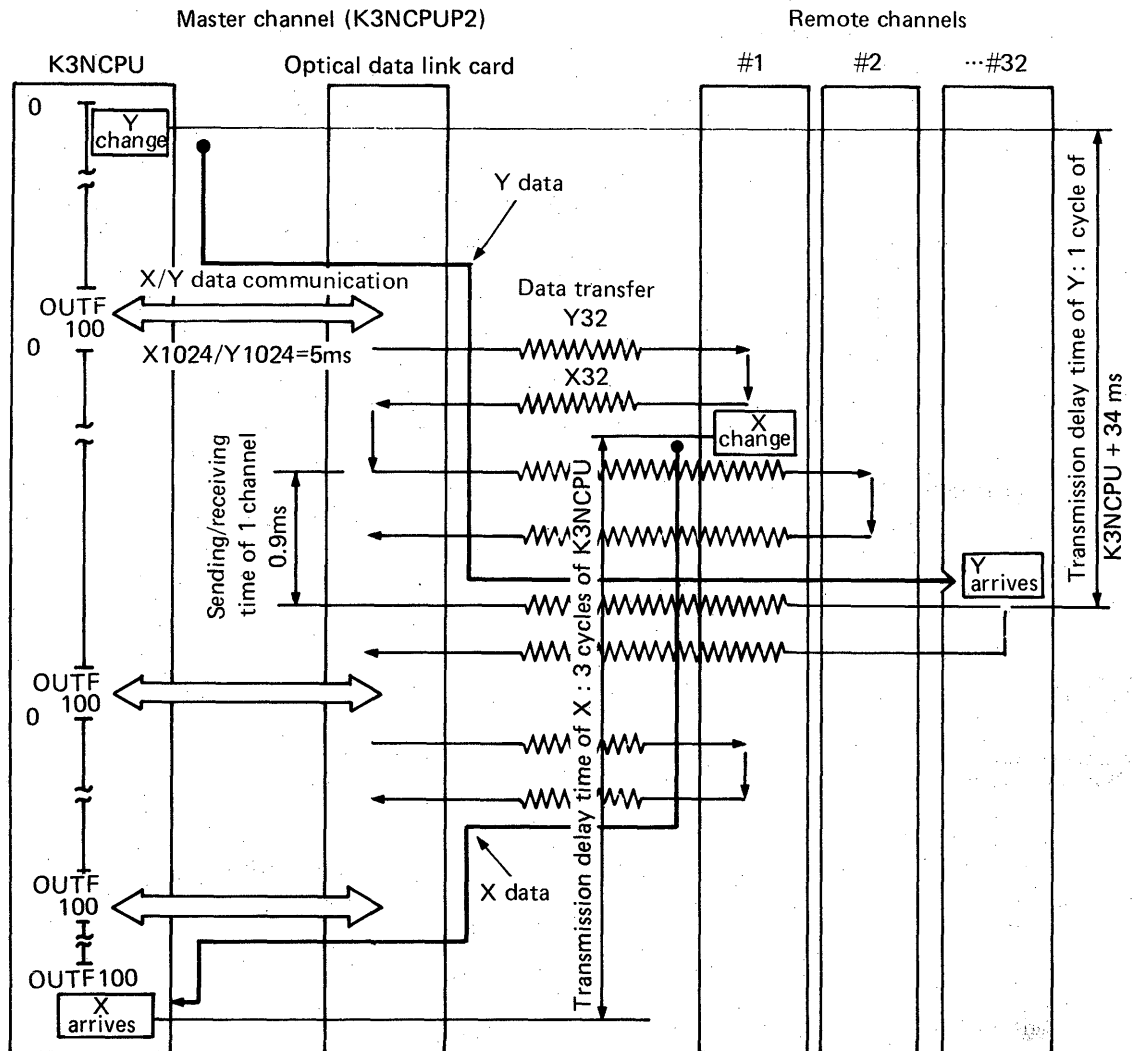 Master channel (K3NCPUP2)
Remote channels
K3NCPU
Optical data link card
#1
#2
···#32
0
Y
change
Y data
X/Y data communication
OUTF
100
0
X1024/Y1024=5ms
Data transfer
Y32
X32
X
change
Sending/receiving
time of 1 channel
0.9ms
Transmission delay time of X : 3 cycles of K3NCPU
Transmission delay time of Y: 1 cycle of
K3NCPU + 34 ms
Y
arrives
OUTF
100
0
OUTF
100
X data
OUTF100
X
arrives